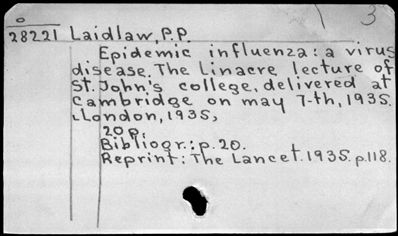 o 3
28221 Laidlaw, P.P.
Epidemic influenza: a virus
disease. The Linacre lecture of
St. John's college, delivered at
Cambridge on may 7-th, 1935.
London, 1935,
20 p.
Bibliogr.: p. 20.
Reprint: The Lancet. 1935. p. 118.